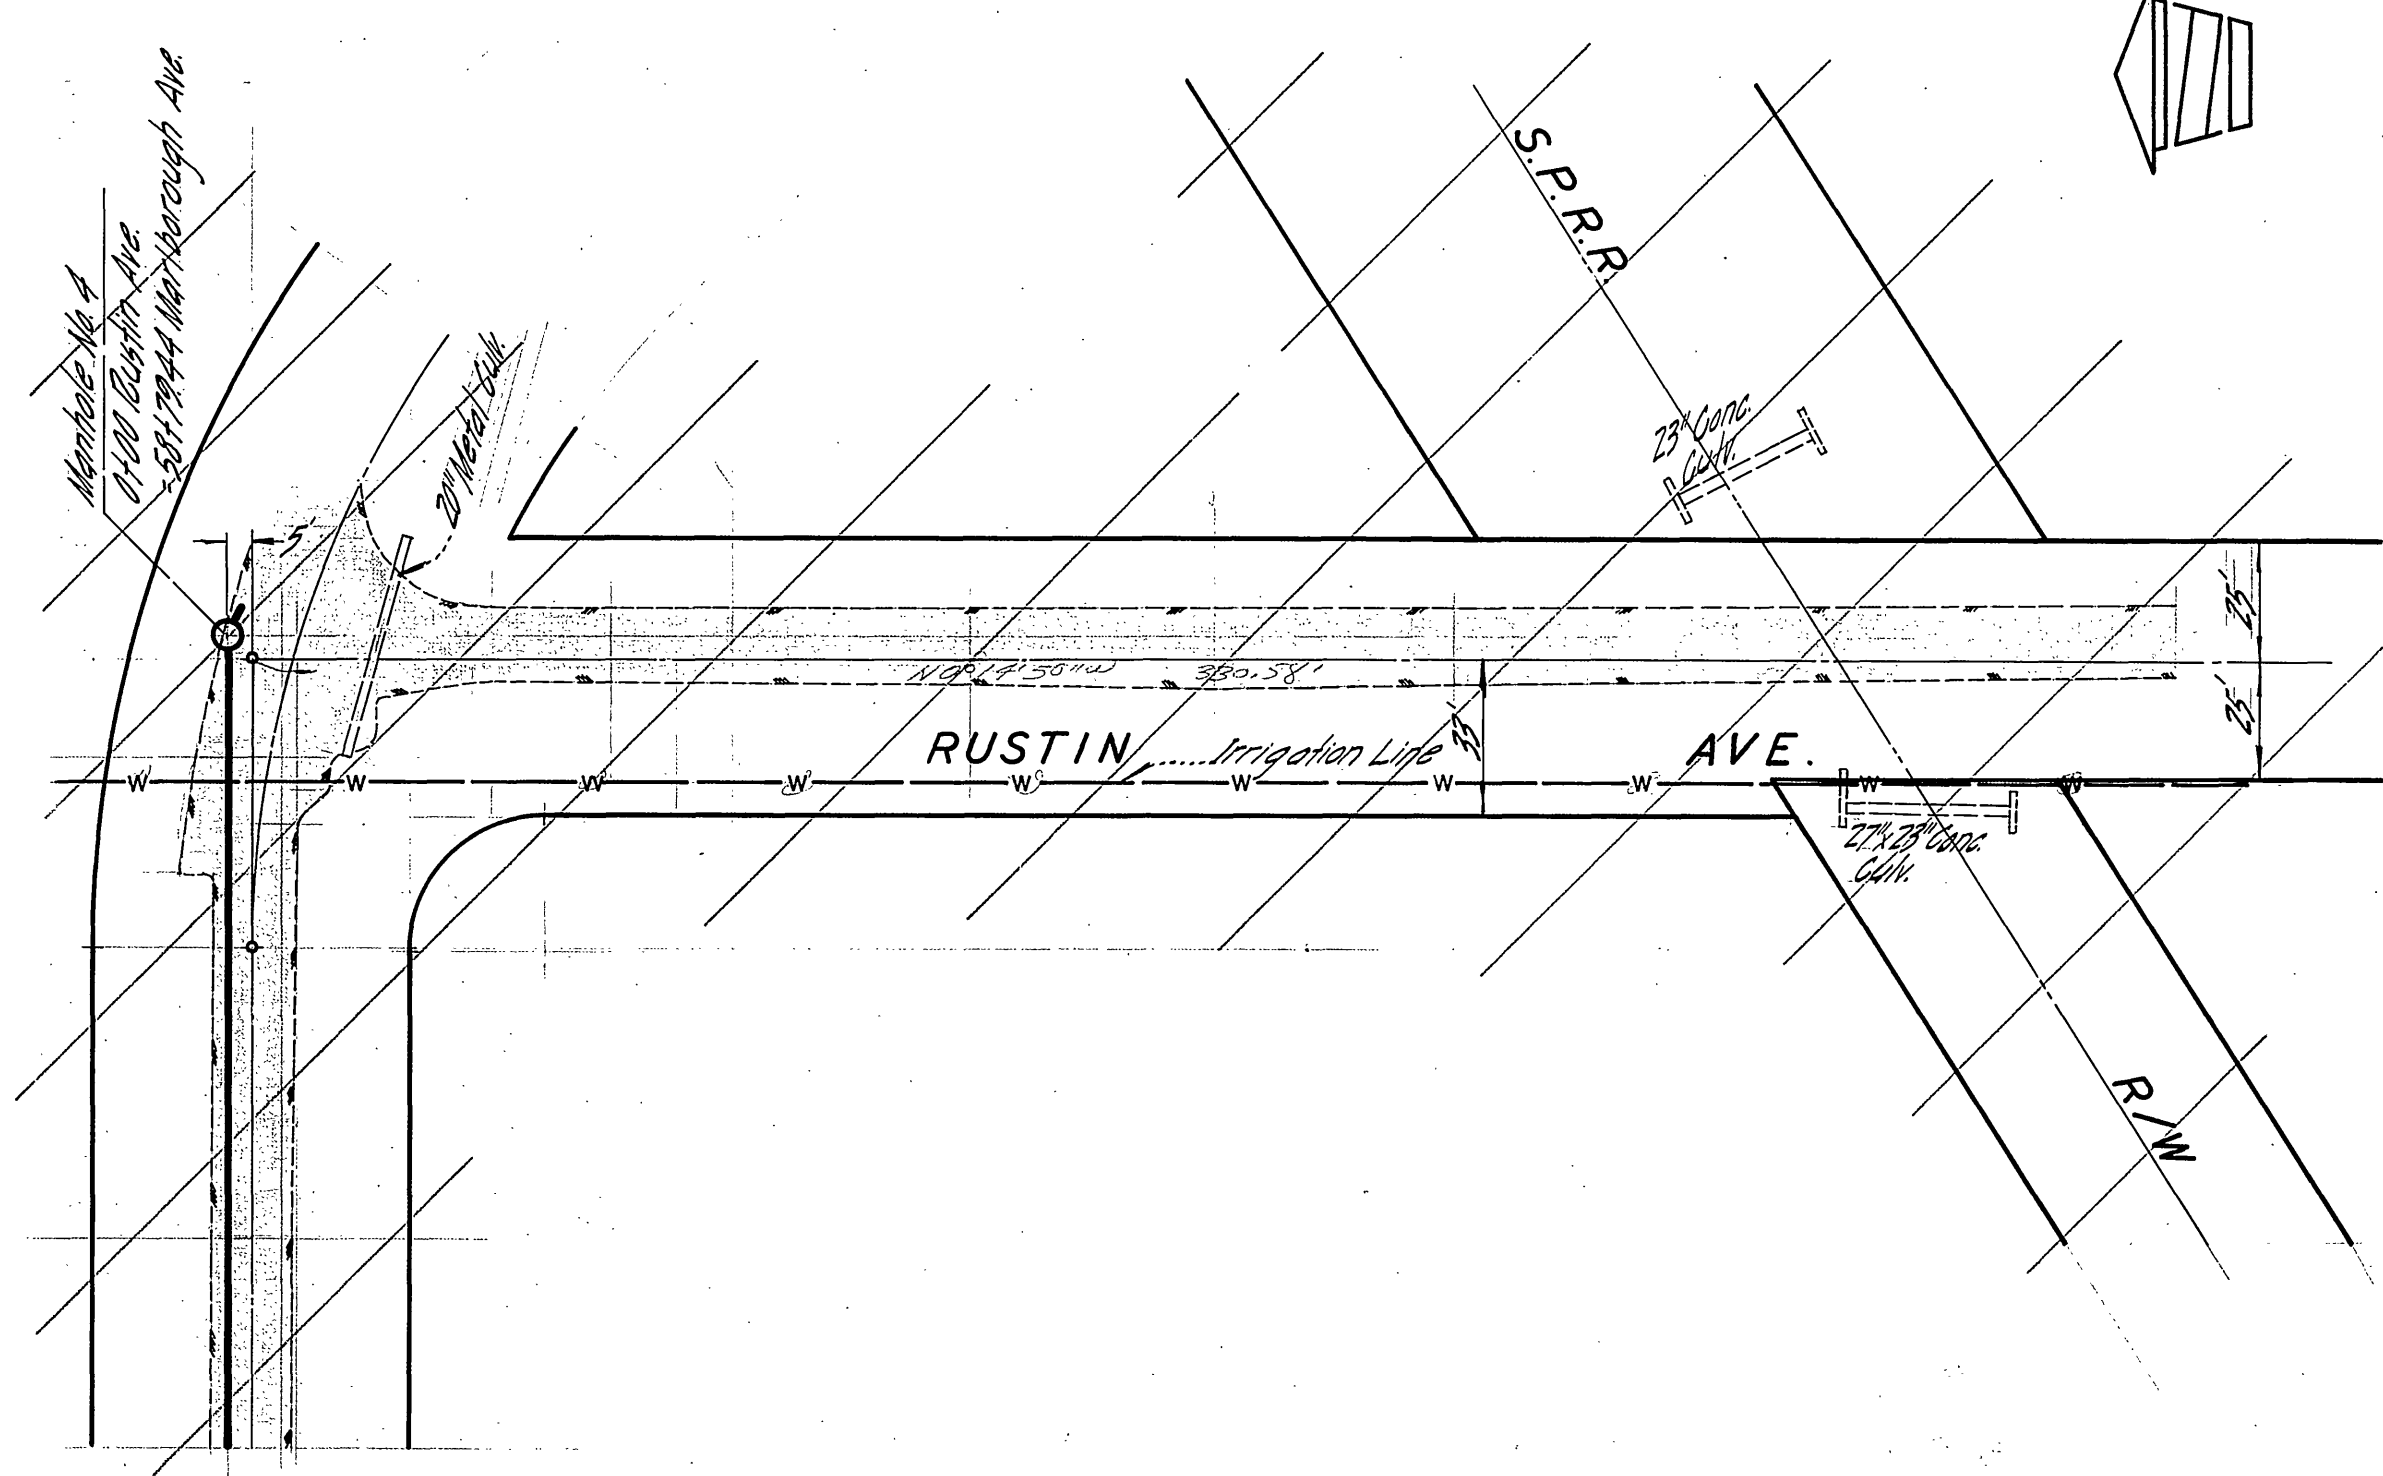 Manhole No. 4
0+00 Rustin Ave.
=58+79.44 Marlborough Ave.
5'
20" Metal Culv.
S.P.R.R.
23" Conc.
Culv.
25'
25'
N 0°14'50" W 330.58'
33'
RUSTIN AVE.
Irrigation Line
W W W W W W W W W W
27"x23" Conc.
Culv.
R/W